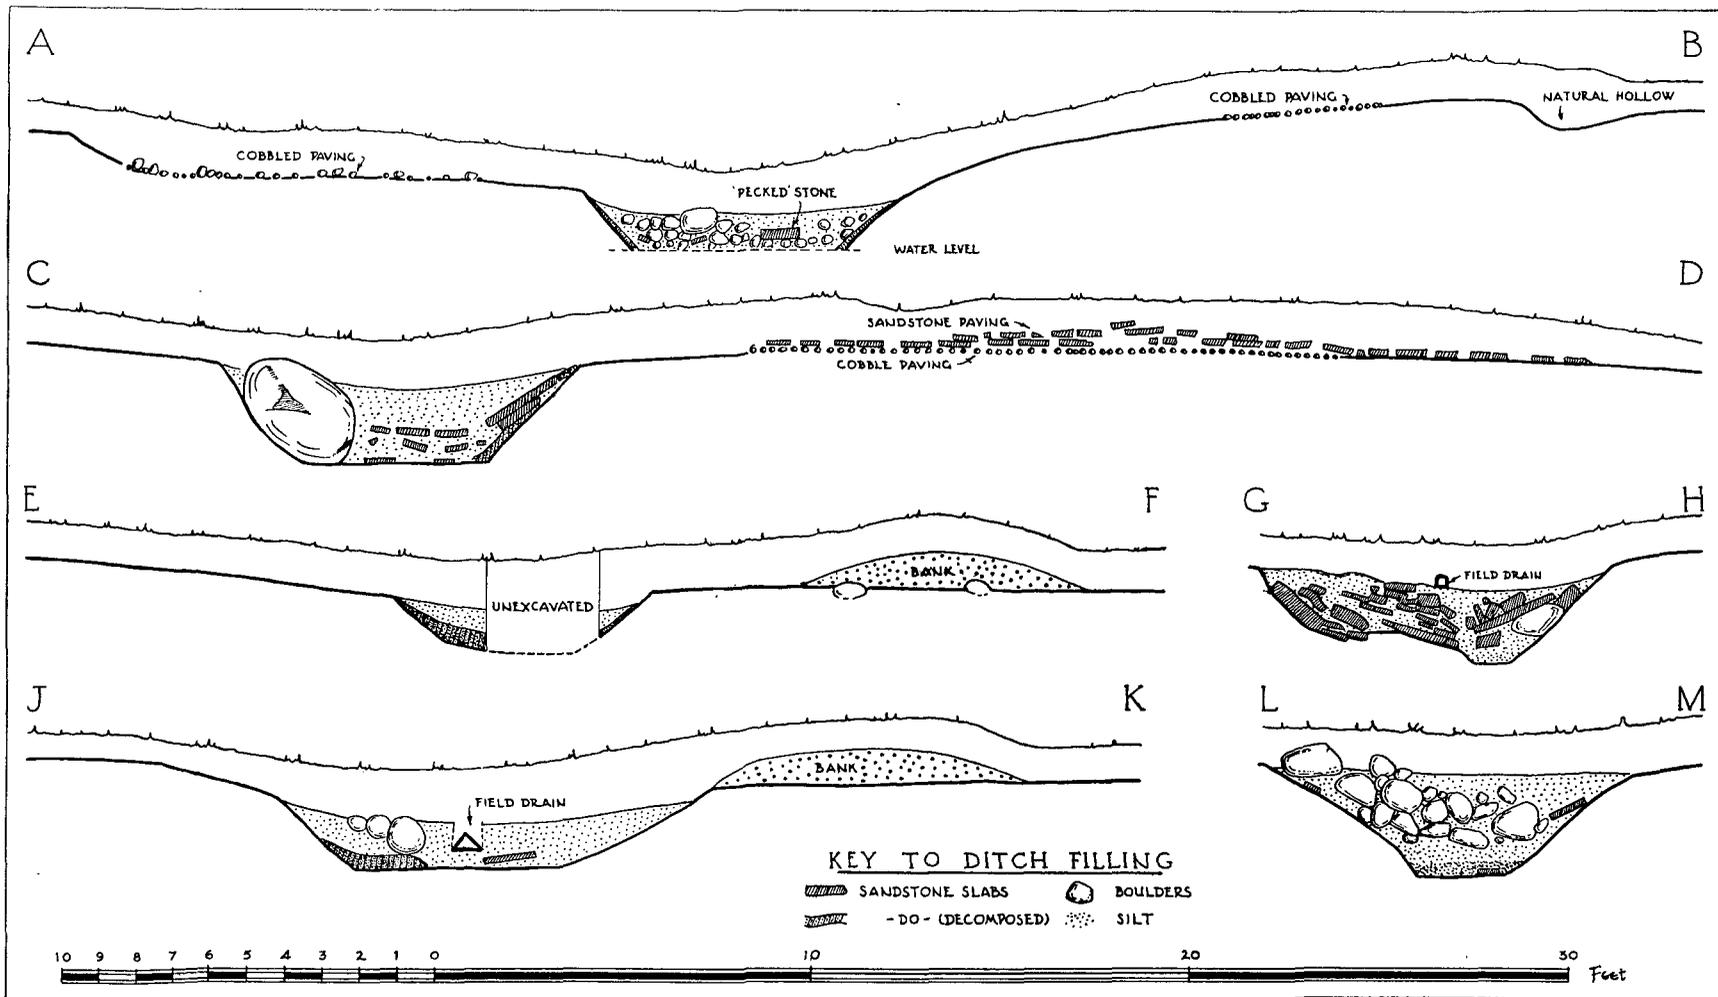 A B
COBBLED PAVING NATURAL HOLLOW
COBBLED PAVING
'PECKED' STONE
WATER LEVEL
C D
SANDSTONE PAVING
COBBLE PAVING
E F G H
BANK FIELD DRAIN
UNEXCAVATED
J K L M
BANK
FIELD DRAIN
KEY TO DITCH FILLING
SANDSTONE SLABS BOULDERS
-DO- (DECOMPOSED) SILT
10 9 8 7 6 5 4 3 2 1 0 10 20 30 Feet